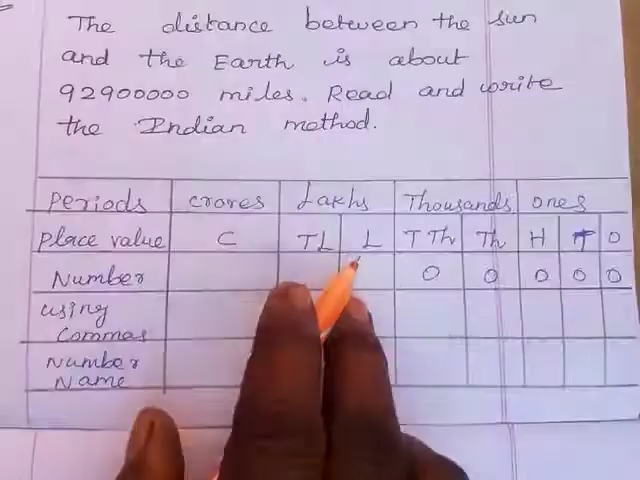 The distance between the sun
and the Earth is about
92900000 miles. Read and write
the Indian method.
Periods Crores Lakhs Thousands Ones
Place value C TL L T Th Th H T O
Number 0 0 0 0 0
Using Commas
Number Name